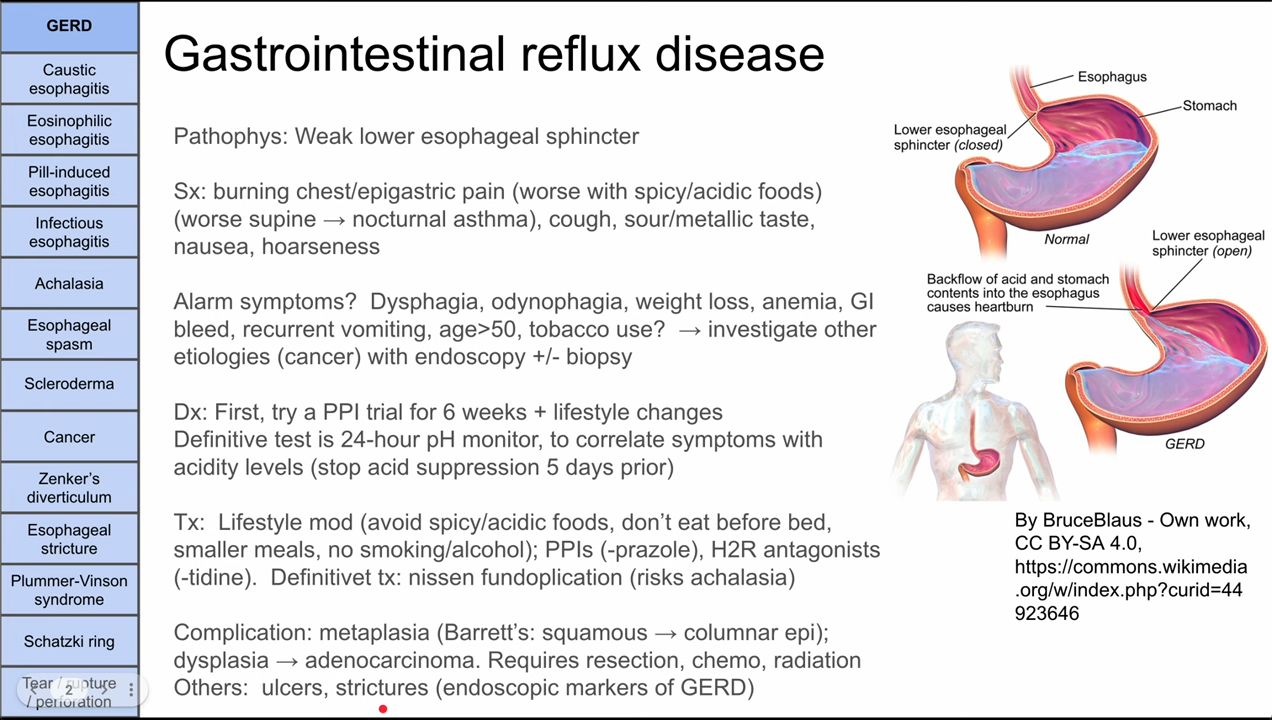 GERD
Caustic
esophagitis
Eosinophilic
esophagitis
Pill-induced
esophagitis
Infectious
esophagitis
Achalasia
Esophageal
spasm
Scleroderma
Cancer
Zenker's
diverticulum
Esophageal
stricture
Plummer-Vinson
syndrome
Schatzki ring
Tear / rupture
/ perforation
2
Gastrointestinal reflux disease
Pathophys: Weak lower esophageal sphincter
Sx: burning chest/epigastric pain (worse with spicy/acidic foods)
(worse supine → nocturnal asthma), cough, sour/metallic taste,
nausea, hoarseness
Alarm symptoms?  Dysphagia, odynophagia, weight loss, anemia, GI
bleed, recurrent vomiting, age>50, tobacco use?  → investigate other
etiologies (cancer) with endoscopy +/- biopsy
Dx: First, try a PPI trial for 6 weeks + lifestyle changes
Definitive test is 24-hour pH monitor, to correlate symptoms with
acidity levels (stop acid suppression 5 days prior)
Tx:  Lifestyle mod (avoid spicy/acidic foods, don't eat before bed,
smaller meals, no smoking/alcohol); PPIs (-prazole), H2R antagonists
(-tidine).  Definitivet tx: nissen fundoplication (risks achalasia)
Complication: metaplasia (Barrett's: squamous → columnar epi);
dysplasia → adenocarcinoma. Requires resection, chemo, radiation
Others:  ulcers, strictures (endoscopic markers of GERD)
Esophagus
Stomach
Lower esophageal
sphincter (closed)
Normal
Lower esophageal
sphincter (open)
Backflow of acid and stomach
contents into the esophagus
causes heartburn
GERD
By BruceBlaus - Own work,
CC BY-SA 4.0,
https://commons.wikimedia
.org/w/index.php?curid=44
923646